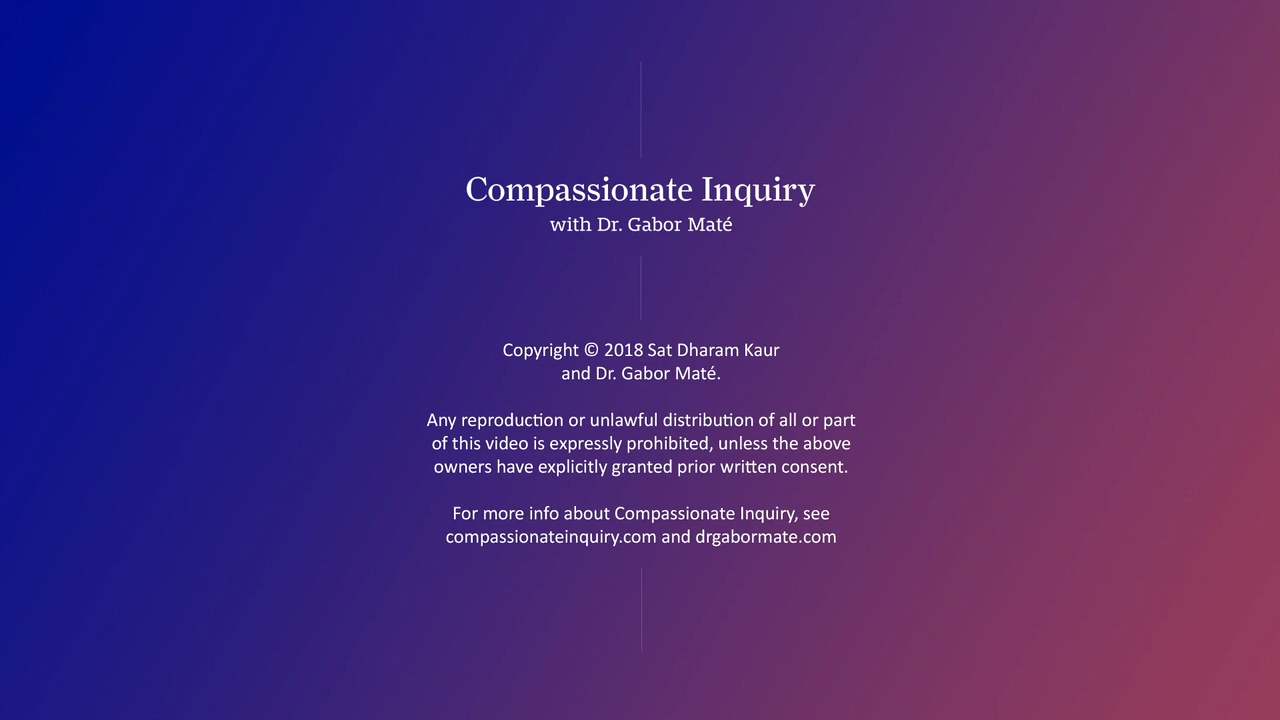 Compassionate Inquiry
with Dr. Gabor Maté
Copyright © 2018 Sat Dharam Kaur
and Dr. Gabor Maté.
Any reproduction or unlawful distribution of all or part
of this video is expressly prohibited, unless the above
owners have explicitly granted prior written consent.
For more info about Compassionate Inquiry, see
compassionateinquiry.com and drgabormate.com